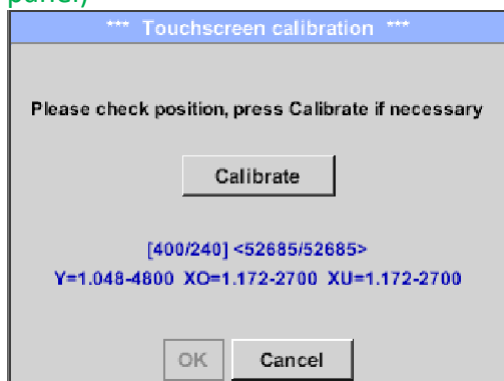 panel)
*** Touchscreen calibration ***
Please check position, press Calibrate if necessary
Calibrate
[400/240] <52685/52685>
Y=1.048-4800 XO=1.172-2700 XU=1.172-2700
OK Cancel